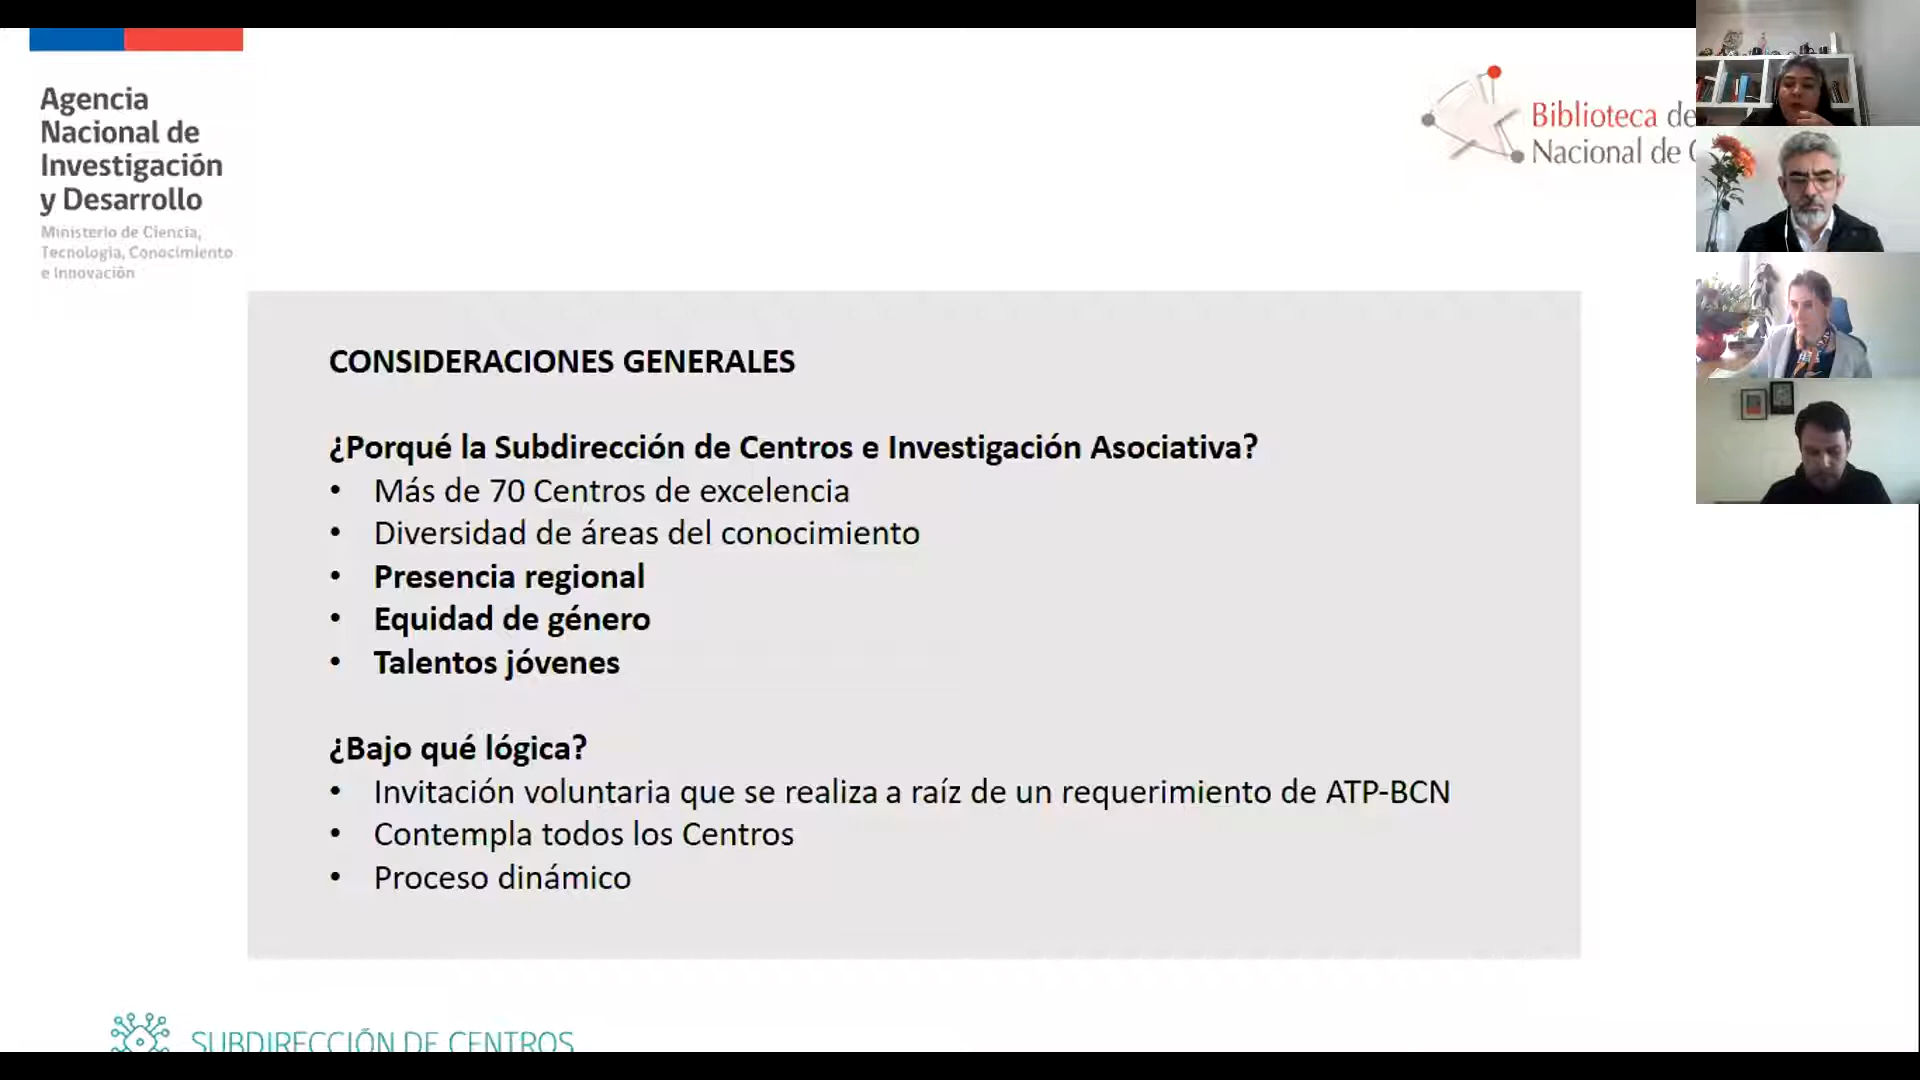 Agencia
Nacional de
Investigación
y Desarrollo
Ministerio de Ciencia,
Tecnología, Conocimiento
e Innovación
Biblioteca de
Nacional de
CONSIDERACIONES GENERALES
¿Porqué la Subdirección de Centros e Investigación Asociativa?
• Más de 70 Centros de excelencia
• Diversidad de áreas del conocimiento
• Presencia regional
• Equidad de género
• Talentos jóvenes
¿Bajo qué lógica?
• Invitación voluntaria que se realiza a raíz de un requerimiento de ATP-BCN
• Contempla todos los Centros
• Proceso dinámico
SUBDIRECCIÓN DE CENTROS